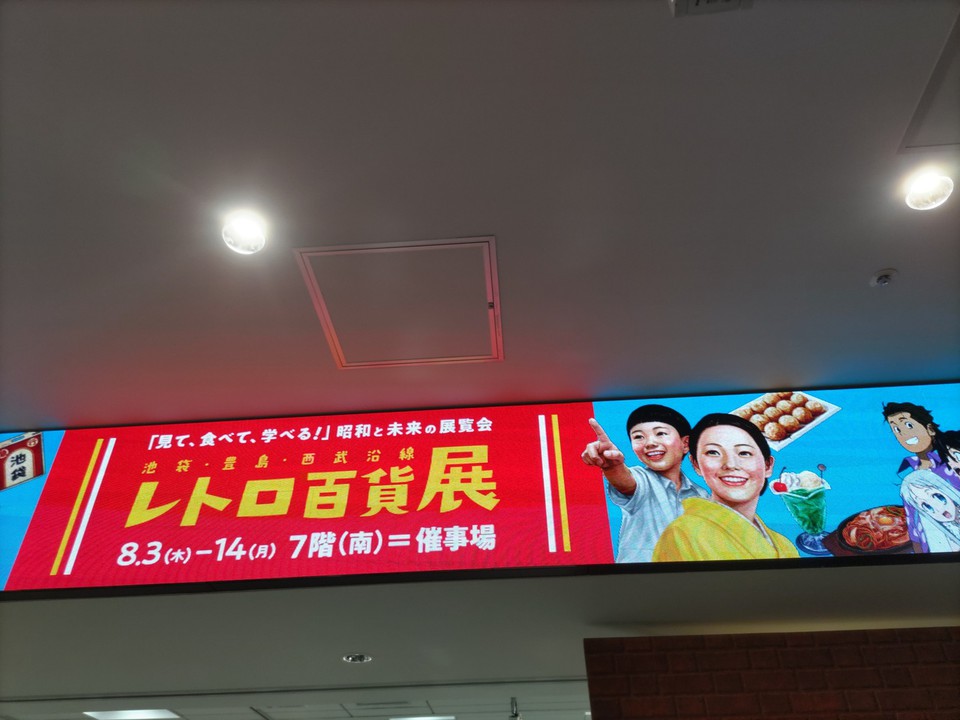 池袋
「見て、食べて、学べる!」昭和と未来の展覧会
池袋・豊島・西武沿線
レトロ百貨展
8.3(木)-14(月) 7階(南)=催事場